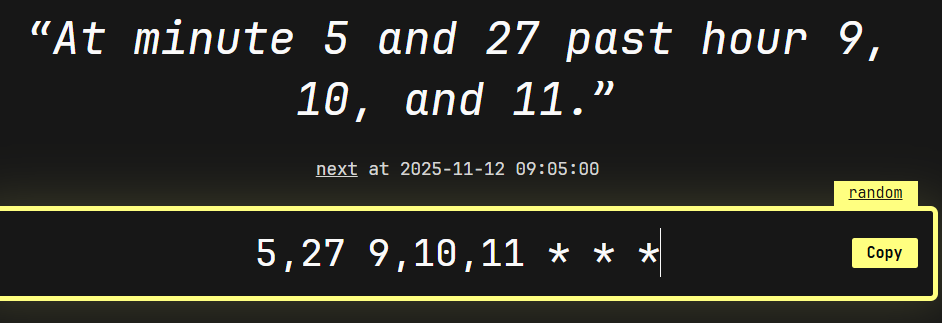 “At minute 5 and 27 past hour 9,
10, and 11.”
next at 2025-11-12 09:05:00
random
5,27 9,10,11 * * *
Copy